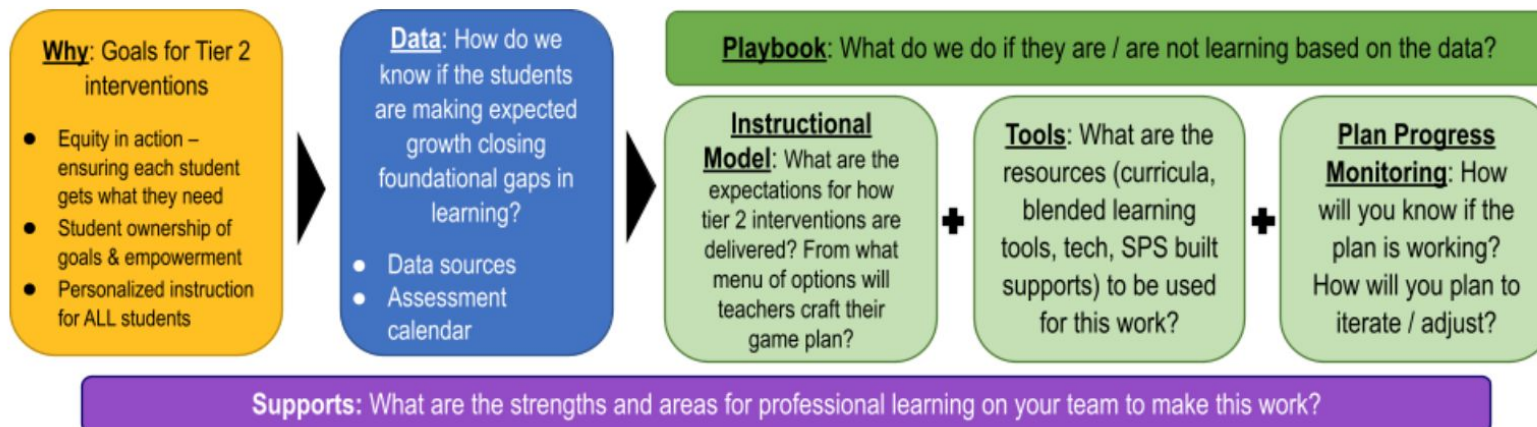 Why: Goals for Tier 2
interventions
● Equity in action –
ensuring each student
gets what they need
● Student ownership of
goals & empowerment
● Personalized instruction
for ALL students
Data: How do we
know if the students
are making expected
growth closing
foundational gaps in
learning?
● Data sources
● Assessment
calendar
Playbook: What do we do if they are / are not learning based on the data?
Instructional
Model: What are the
expectations for how
tier 2 interventions are
delivered? From what
menu of options will
teachers craft their
game plan?
Tools: What are the
resources (curricula,
blended learning
tools, tech, SPS built
supports) to be used
for this work?
Plan Progress
Monitoring: How
will you know if the
plan is working?
How will you plan to
iterate / adjust?
Supports: What are the strengths and areas for professional learning on your team to make this work?